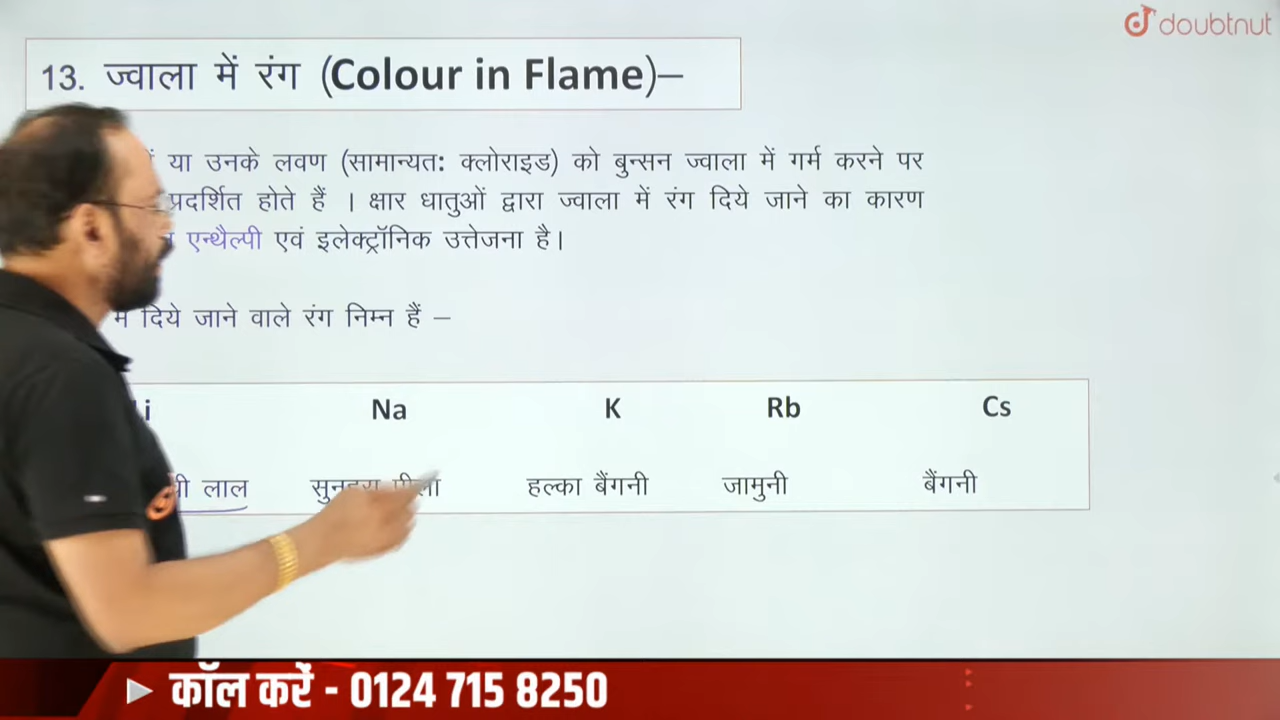 doubtnut
13. ज्वाला में रंग (Colour in Flame)–
या उनके लवण (सामान्यत: क्लोराइड) को बुन्सन ज्वाला में गर्म करने पर
प्रदर्शित होते हैं । क्षार धातुओं द्वारा ज्वाला में रंग दिये जाने का कारण
एन्थैल्पी एवं इलेक्ट्रॉनिक उत्तेजना है।
में दिये जाने वाले रंग निम्न हैं –
Na K Rb Cs
लाल सुनहरा पीला हल्का बैंगनी जामुनी बैंगनी
कॉल करें - 0124 715 8250